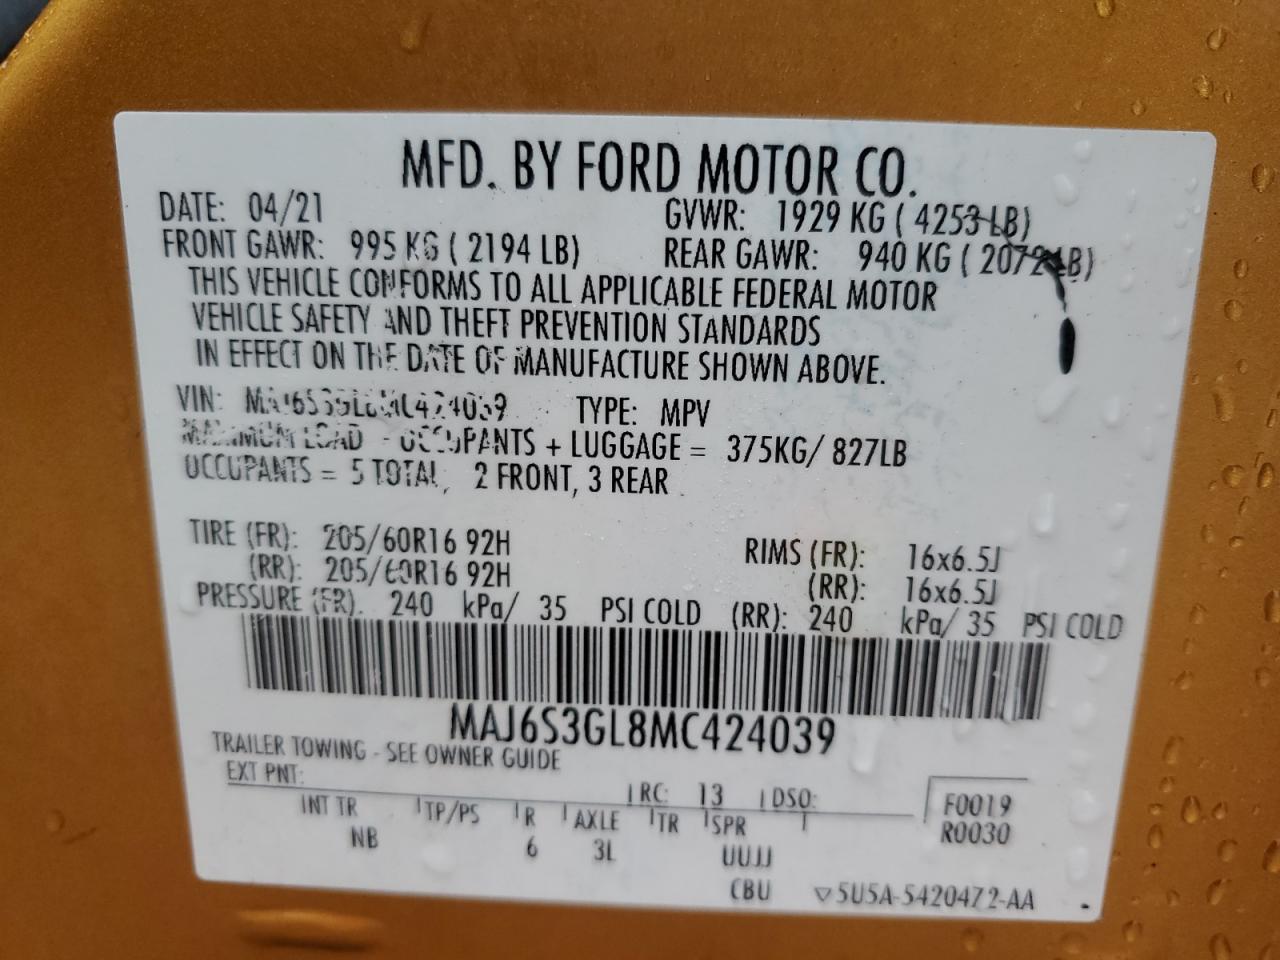 MFD. BY FORD MOTOR CO.
DATE: 04/21 GVWR: 1929 KG ( 4253 LB)
FRONT GAWR: 995 KG ( 2194 LB) REAR GAWR: 940 KG ( 2072 LB)
THIS VEHICLE CONFORMS TO ALL APPLICABLE FEDERAL MOTOR
VEHICLE SAFETY AND THEFT PREVENTION STANDARDS
IN EFFECT ON THE DATE OF MANUFACTURE SHOWN ABOVE.
VIN: MAJ6S3GL8MC424039 TYPE: MPV
MAXIMUM LOAD - OCCUPANTS + LUGGAGE = 375KG/ 827LB
OCCUPANTS = 5 TOTAL, 2 FRONT, 3 REAR
TIRE (FR): 205/60R16 92H RIMS (FR): 16x6.5J
(RR): 205/60R16 92H (RR): 16x6.5J
PRESSURE (FR). 240 kPa/ 35 PSI COLD (RR): 240 kPa/ 35 PSI COLD
MAJ6S3GL8MC424039
TRAILER TOWING - SEE OWNER GUIDE
EXT PNT: RC: 13 DSO: F0019
INT TR TP/PS R AXLE TR SPR R0030
NB 6 3L UUJJ
CBU ▽5U5A-5420472-AA